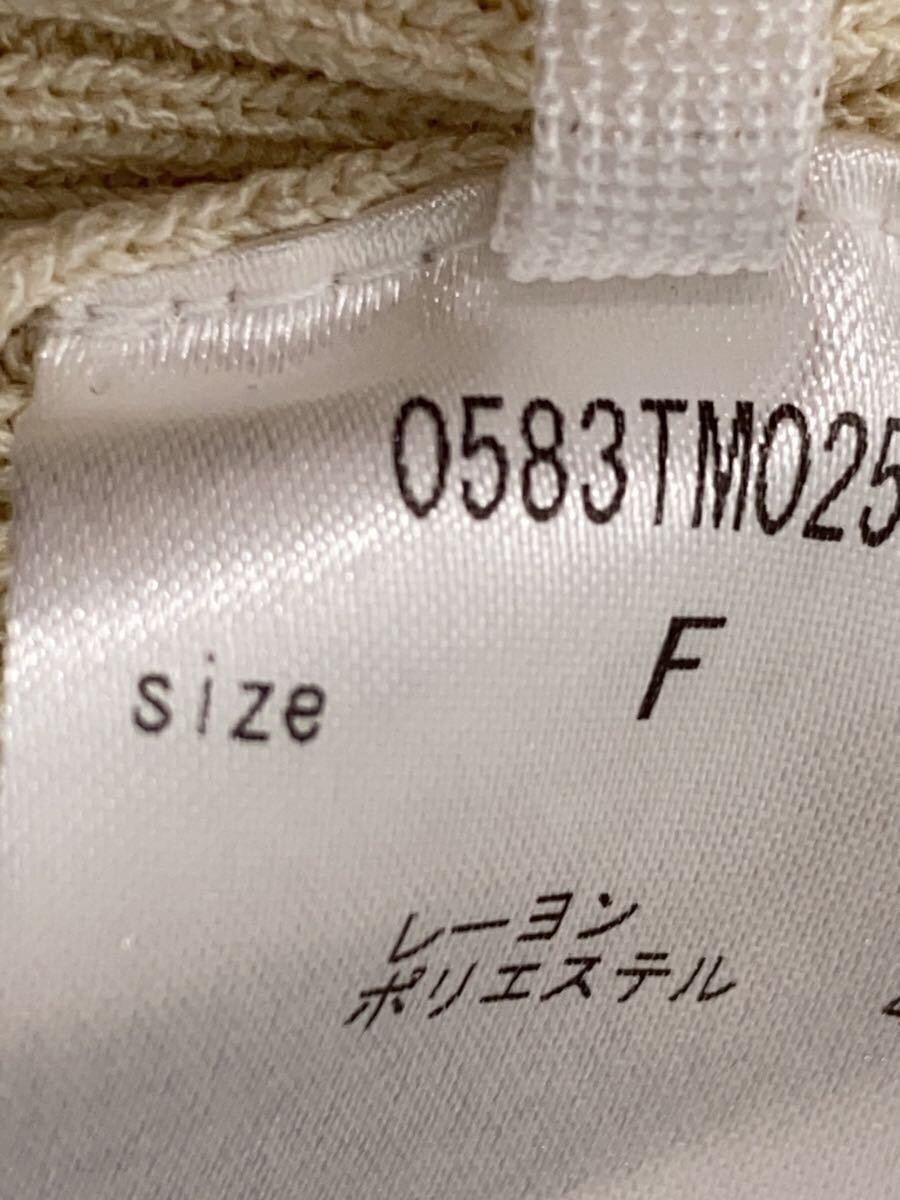 0583TM025
size F
レーヨン
ポリエステル